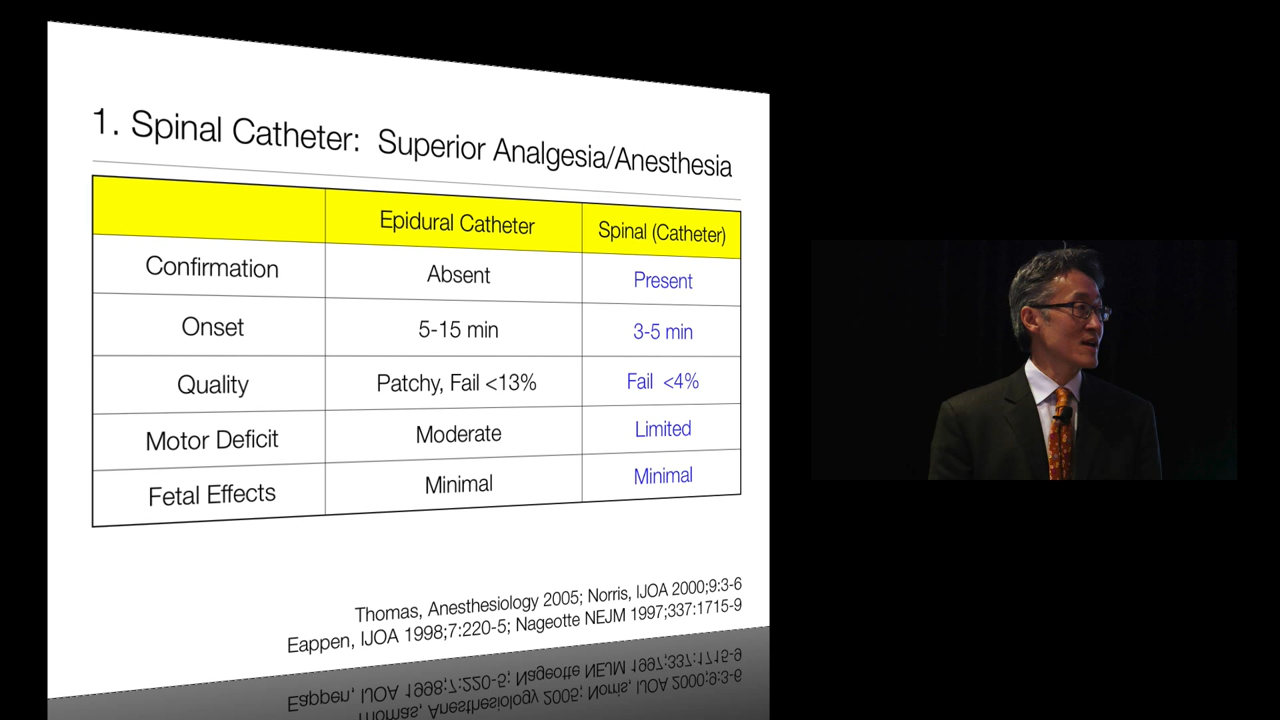 1. Spinal Catheter: Superior Analgesia/Anesthesia
Epidural Catheter Spinal (Catheter)
Confirmation Absent Present
Onset 5-15 min 3-5 min
Quality Patchy, Fail <13% Fail <4%
Motor Deficit Moderate Limited
Fetal Effects Minimal Minimal
Thomas, Anesthesiology 2005; Norris, IJOA 2000;9:3-6
Eappen, IJOA 1998;7:220-5; Nageotte NEJM 1997;337:1715-9